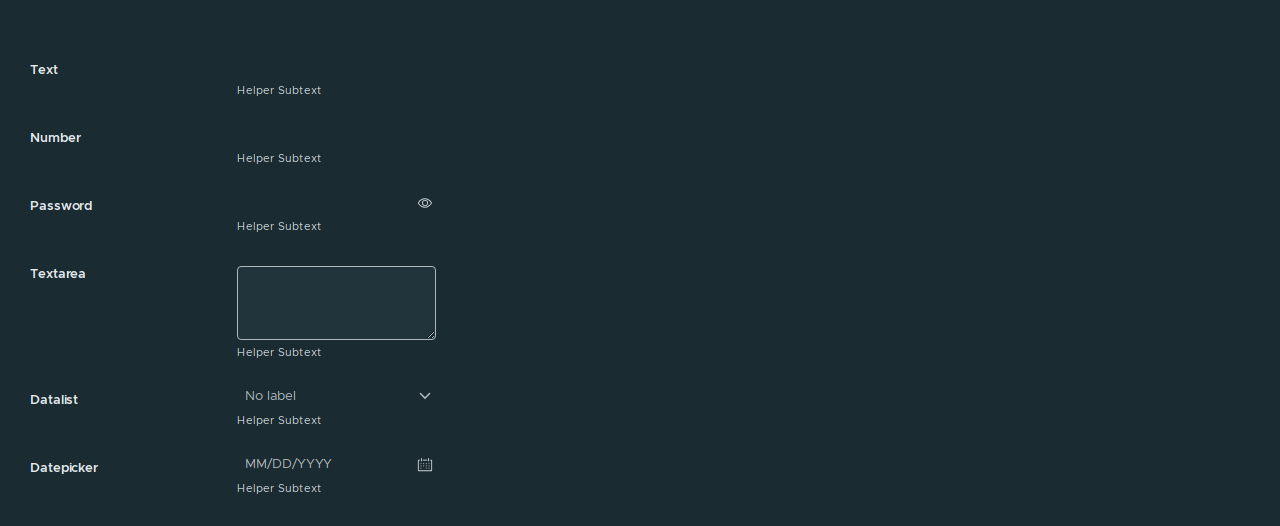 Text
Helper Subtext
Number
Helper Subtext
Password
Helper Subtext
Textarea
Helper Subtext
Datalist
No label
Helper Subtext
Datepicker
MM/DD/YYYY
Helper Subtext